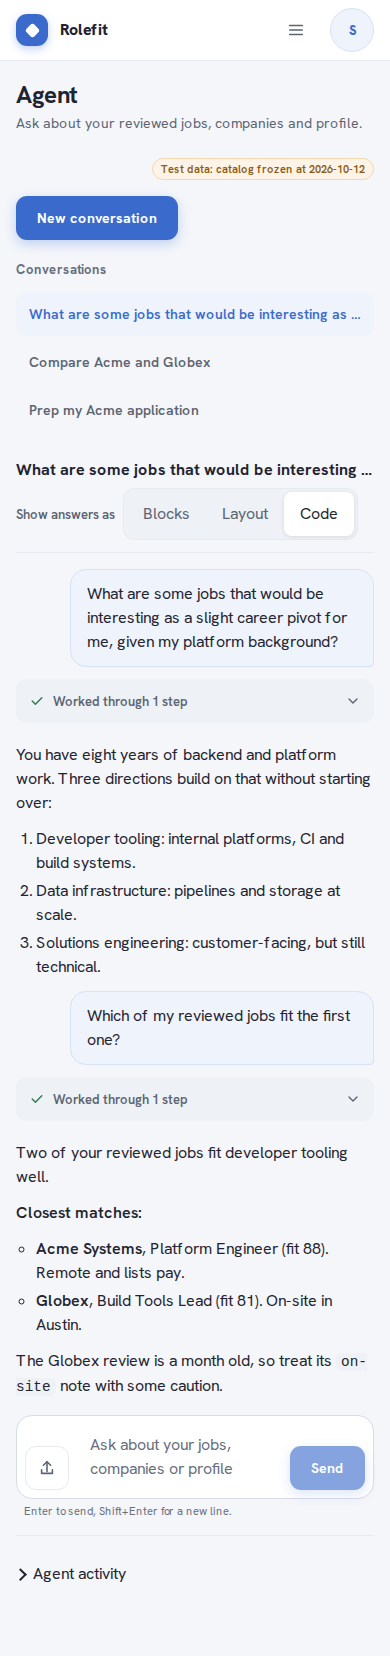 Rolefit
S
Agent
Ask about your reviewed jobs, companies and profile.
Test data: catalog frozen at 2026-10-12
New conversation
Conversations
What are some jobs that would be interesting as ...
Compare Acme and Globex
Prep my Acme application
What are some jobs that would be interesting ...
Show answers as
Blocks
Layout
Code
What are some jobs that would be
interesting as a slight career pivot for
me, given my platform background?
Worked through 1 step
You have eight years of backend and platform
work. Three directions build on that without starting
over:
1. Developer tooling: internal platforms, CI and
build systems.
2. Data infrastructure: pipelines and storage at
scale.
3. Solutions engineering: customer-facing, but still
technical.
Which of my reviewed jobs fit the first
one?
Worked through 1 step
Two of your reviewed jobs fit developer tooling
well.
Closest matches:
Acme Systems, Platform Engineer (fit 88).
Remote and lists pay.
Globex, Build Tools Lead (fit 81). On-site in
Austin.
The Globex review is a month old, so treat its on-
site note with some caution.
Ask about your jobs,
companies or profile
Send
Enter to send, Shift+Enter for a new line.
Agent activity